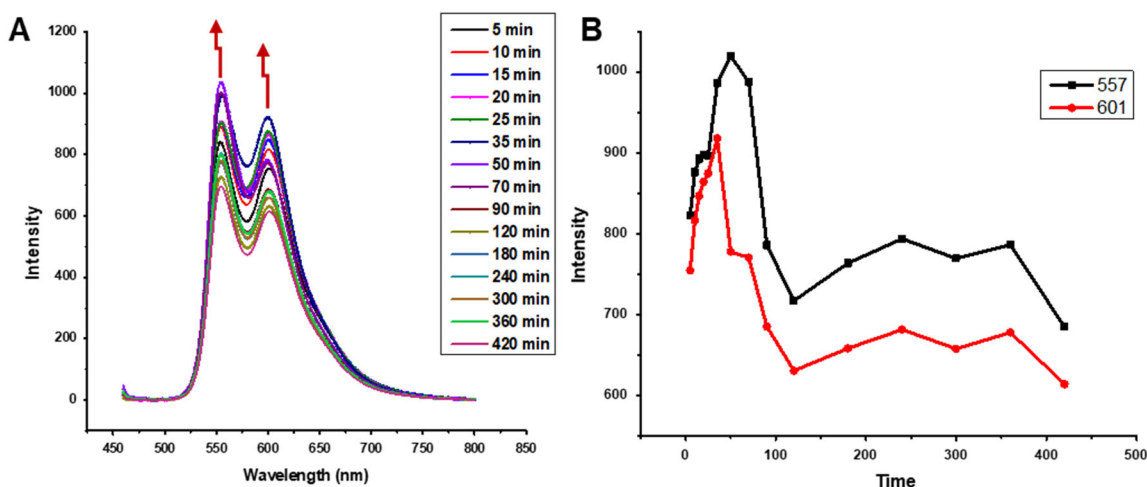 A
Intensity
1200
1000
800
600
400
200
0
450
500
550
600
650
700
750
800
850
Wavelength (nm)
5 min
10 min
15 min
20 min
25 min
35 min
50 min
70 min
90 min
120 min
180 min
240 min
300 min
360 min
420 min
B
Intensity
1000
900
800
700
600
0
100
200
300
400
500
Time
557
601